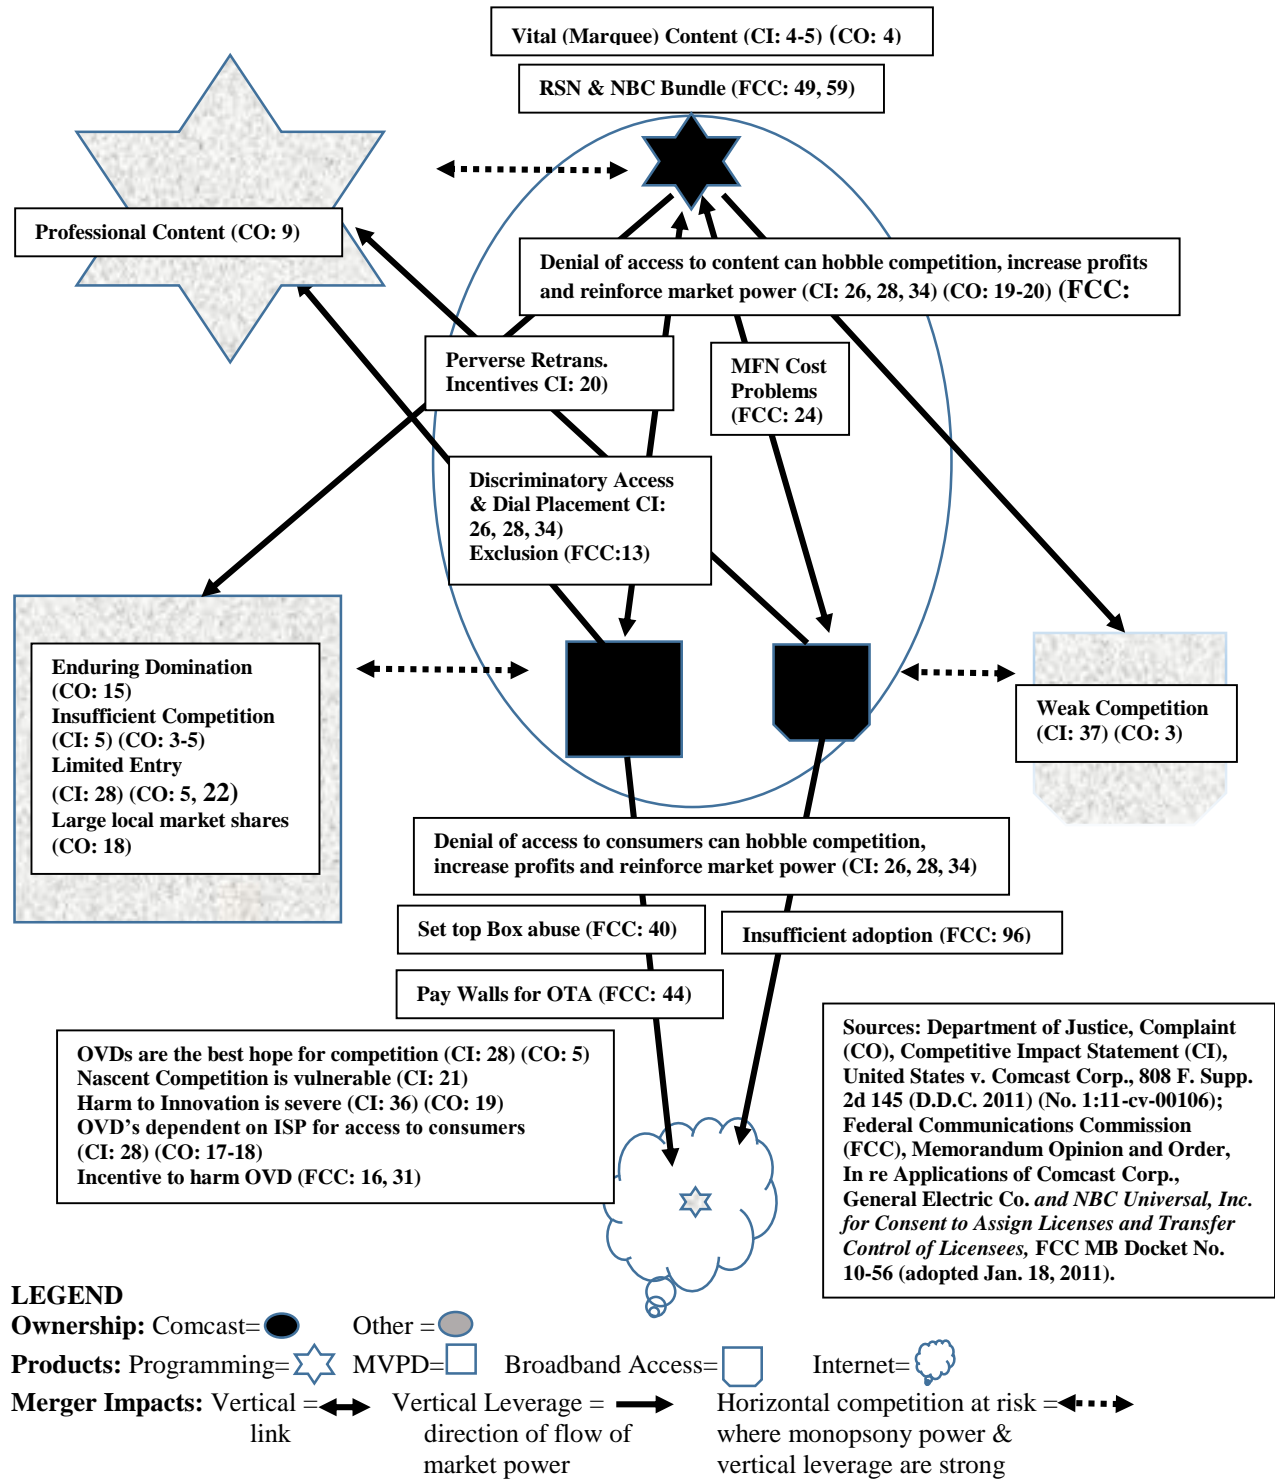 Vital (Marquee) Content (CI: 4-5) (CO: 4)
RSN & NBC Bundle (FCC: 49, 59)
Professional Content (CO: 9)
Denial of access to content can hobble competition, increase profits
and reinforce market power (CI: 26, 28, 34) (CO: 19-20) (FCC:
Perverse Retrans.
Incentives CI: 20)
MFN Cost
Problems
(FCC: 24)
Discriminatory Access
& Dial Placement CI:
26, 28, 34)
Exclusion (FCC:13)
Enduring Domination
(CO: 15)
Insufficient Competition
(CI: 5) (CO: 3-5)
Limited Entry
(CI: 28) (CO: 5, 22)
Large local market shares
(CO: 18)
Weak Competition
(CI: 37) (CO: 3)
Denial of access to consumers can hobble competition,
increase profits and reinforce market power (CI: 26, 28, 34)
Set top Box abuse (FCC: 40)
Insufficient adoption (FCC: 96)
Pay Walls for OTA (FCC: 44)
OVDs are the best hope for competition (CI: 28) (CO: 5)
Nascent Competition is vulnerable (CI: 21)
Harm to Innovation is severe (CI: 36) (CO: 19)
OVD's dependent on ISP for access to consumers
(CI: 28) (CO: 17-18)
Incentive to harm OVD (FCC: 16, 31)
Sources: Department of Justice, Complaint
(CO), Competitive Impact Statement (CI),
United States v. Comcast Corp., 808 F. Supp.
2d 145 (D.D.C. 2011) (No. 1:11-cv-00106);
Federal Communications Commission
(FCC), Memorandum Opinion and Order,
In re Applications of Comcast Corp.,
General Electric Co. and NBC Universal, Inc.
for Consent to Assign Licenses and Transfer
Control of Licensees, FCC MB Docket No.
10-56 (adopted Jan. 18, 2011).
LEGEND
Ownership: Comcast= Other =
Products: Programming= MVPD= Broadband Access= Internet=
Merger Impacts: Vertical = Vertical Leverage = Horizontal competition at risk =
link direction of flow of where monopsony power &
market power vertical leverage are strong